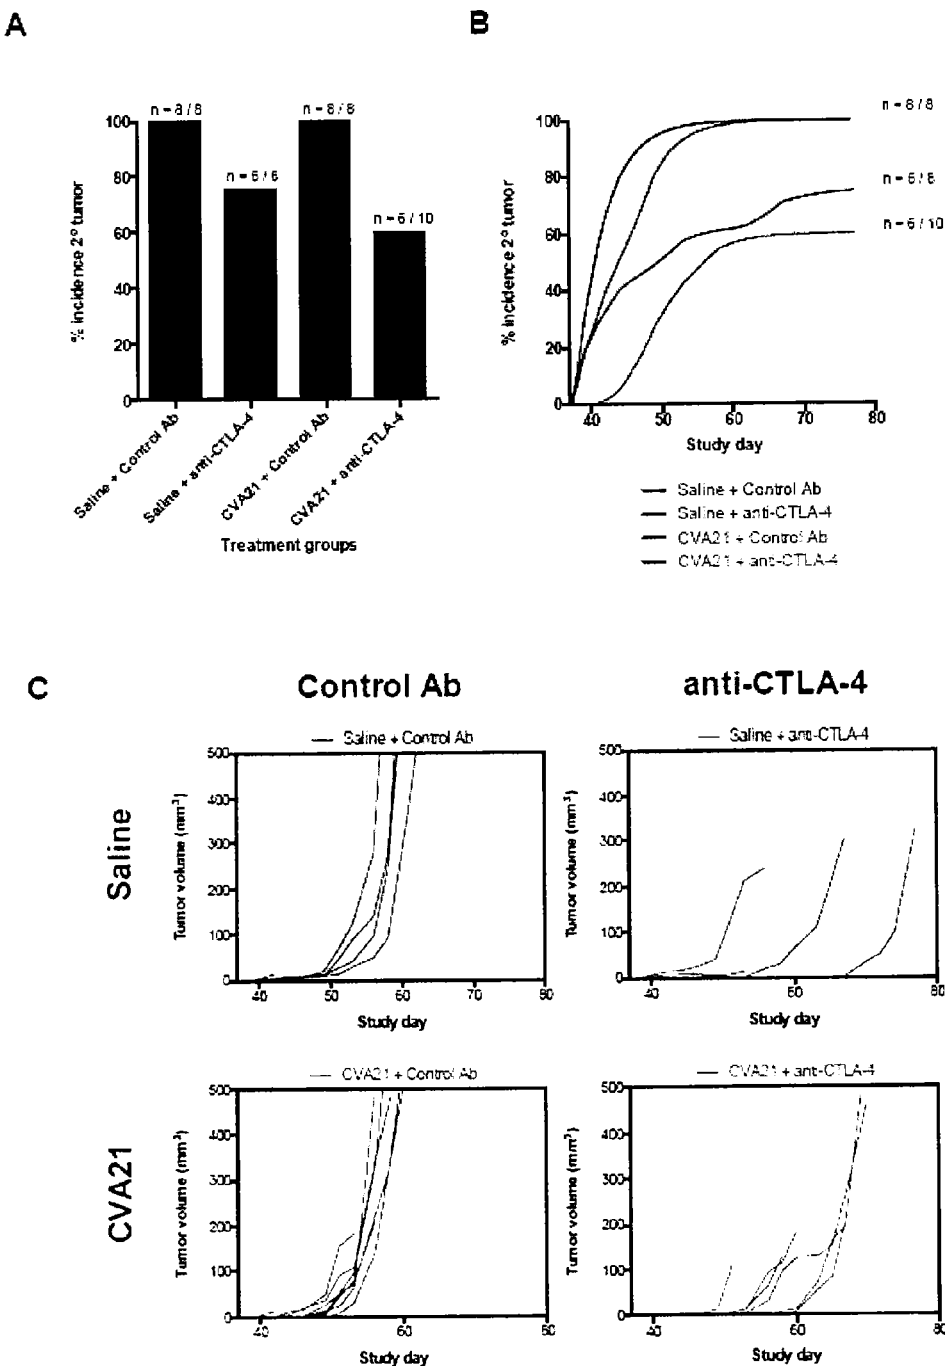 A
B
n = 8 / 8
n = 8 / 8
n = 6 / 10
100
80
60
40
20
0
% incidence 2° tumor
Saline + Control Ab
Saline + anti-CTLA-4
CVA21 + Control Ab
CVA21 + anti-CTLA-4
Treatment groups
n = 8 / 8
n = 6 / 8
n = 6 / 10
100
80
60
40
20
0
% incidence 2° tumor
40
50
60
70
80
Study day
Saline + Control Ab
Saline + anti-CTLA-4
CVA21 + Control Ab
CVA21 + anti-CTLA-4
C
Control Ab
anti-CTLA-4
Saline
Saline + Control Ab
500
400
300
200
100
0
Tumor volume (mm³)
40
50
60
70
80
Study day
Saline + anti-CTLA-4
500
400
300
200
100
0
Tumor volume (mm³)
40
60
80
Study day
CVA21
CVA21 + Control Ab
500
400
300
200
100
0
Tumor volume (mm³)
40
60
80
Study day
CVA21 + anti-CTLA-4
500
400
300
200
100
0
Tumor volume (mm³)
40
60
80
Study day